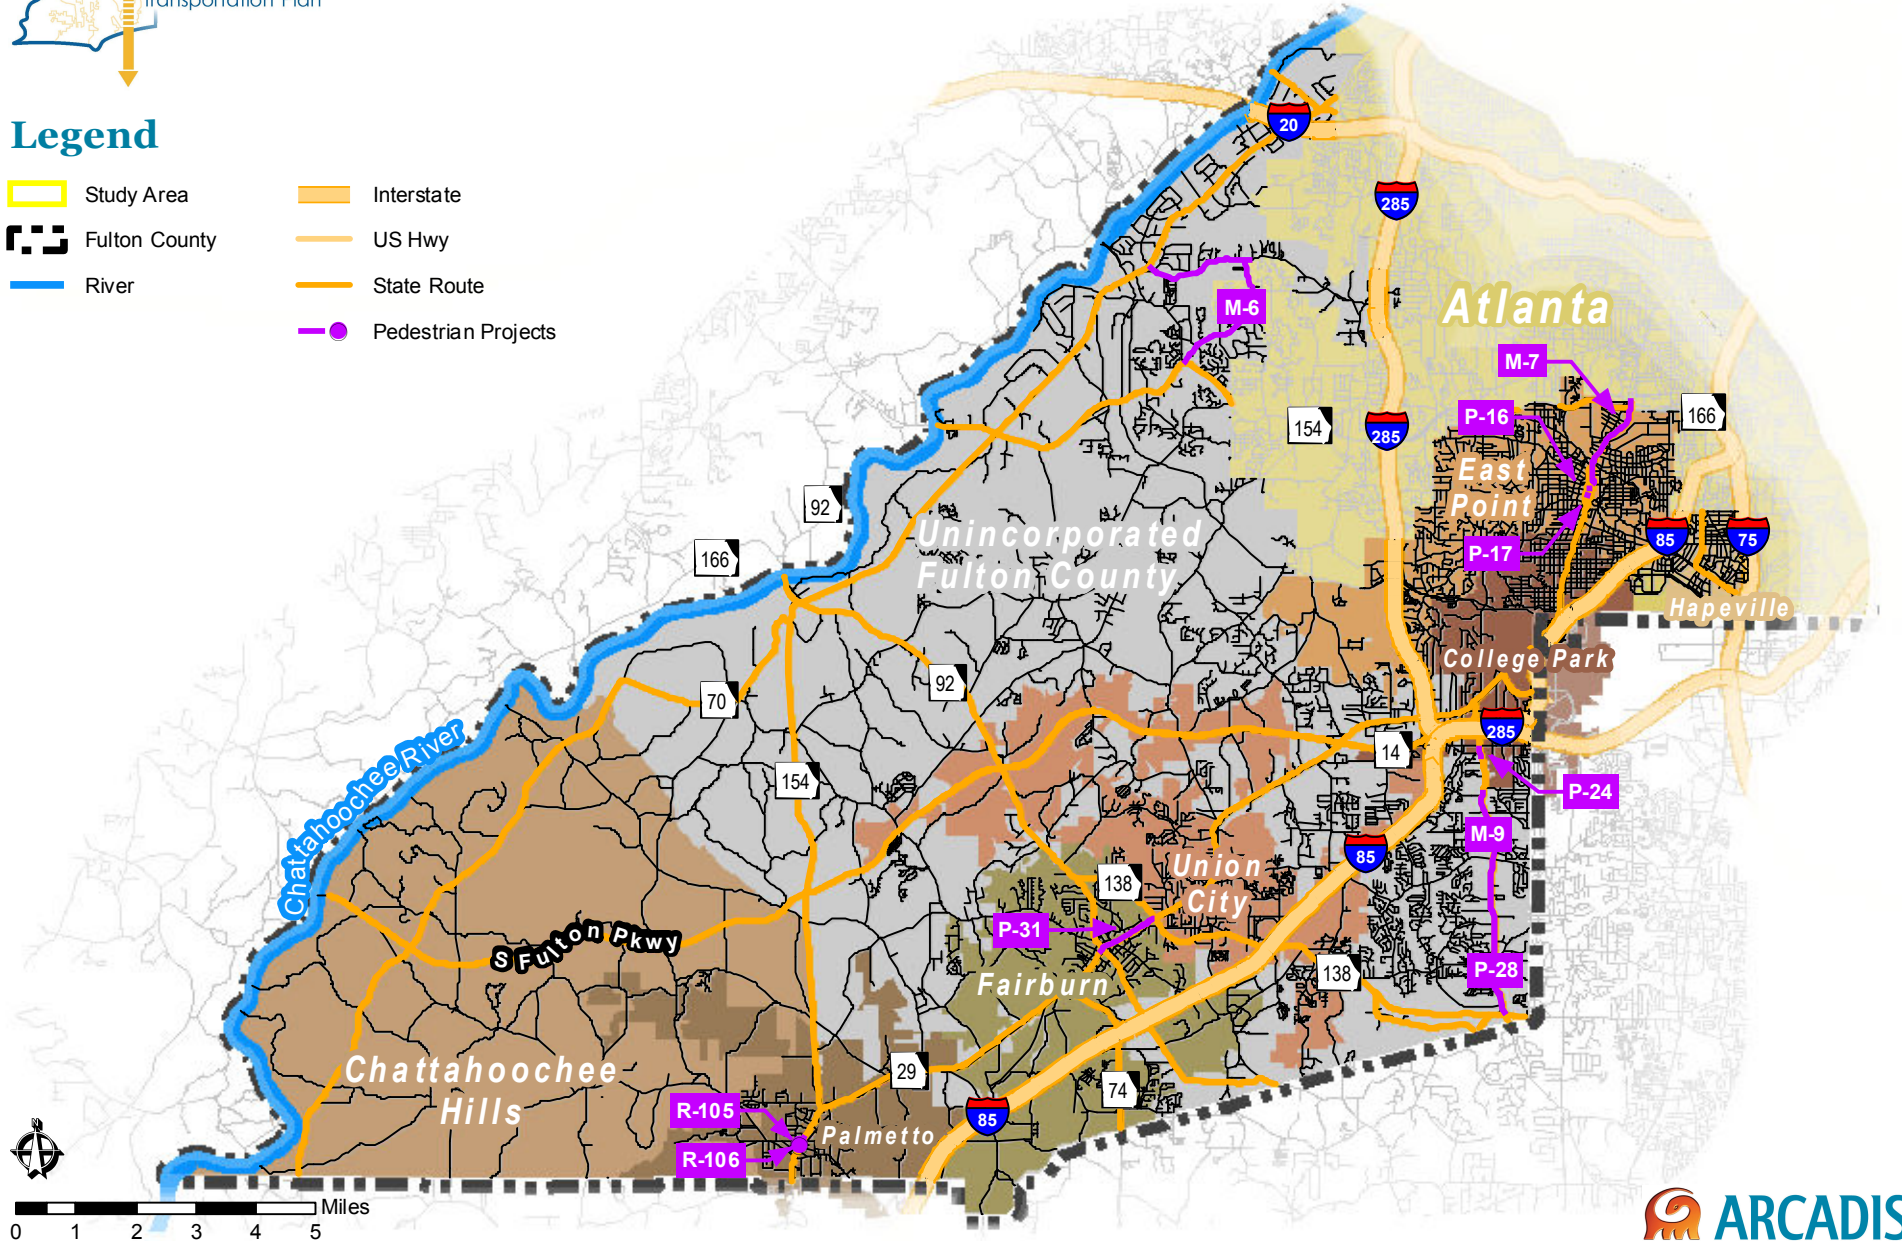 Transportation Plan
Legend
Study Area
Fulton County
River
Interstate
US Hwy
State Route
Pedestrian Projects
20
285
Atlanta
M-6
M-7
P-16
166
154
285
East
Point
92
Unincorporated
Fulton County
P-17
85
75
166
Hapeville
College Park
92
70
285
14
Chattahoochee River
154
P-24
M-9
85
Union
City
138
P-31
S Fulton Pkwy
Fairburn
138
P-28
Chattahoochee
Hills
29
74
R-105
85
Palmetto
R-106
Miles
0 1 2 3 4 5
ARCADIS